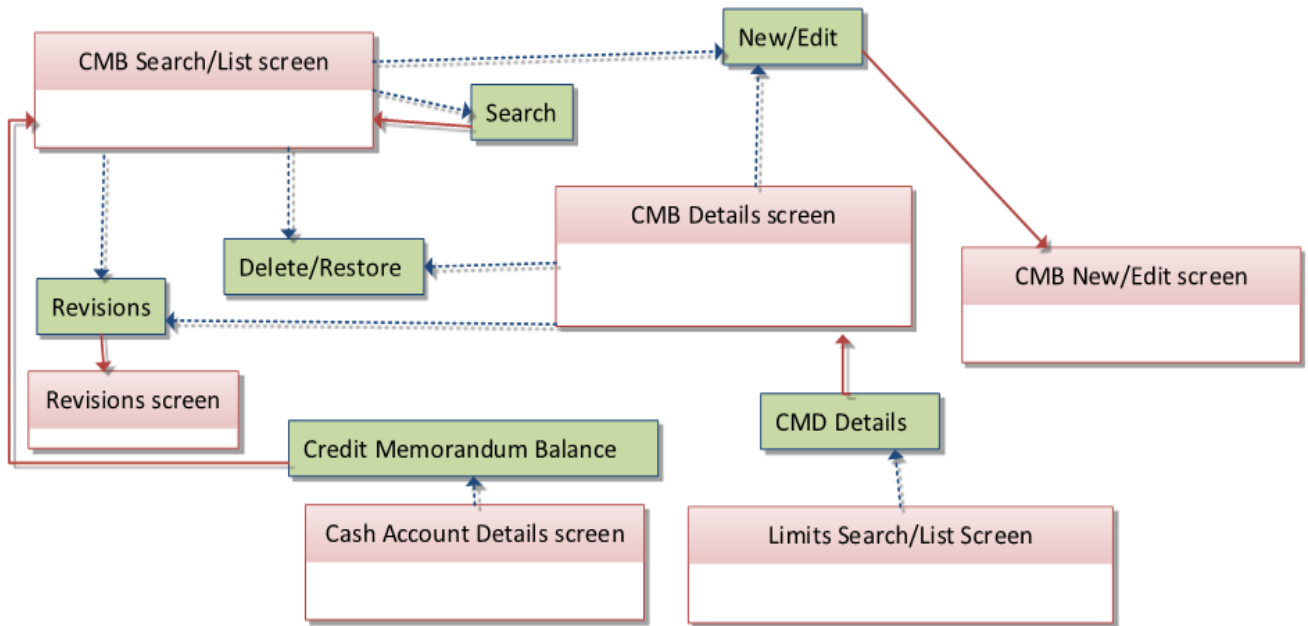 New/Edit
CMB Search/List screen
Search
CMB Details screen
Delete/Restore
CMB New/Edit screen
Revisions
Revisions screen
CMD Details
Credit Memorandum Balance
Cash Account Details screen
Limits Search/List Screen